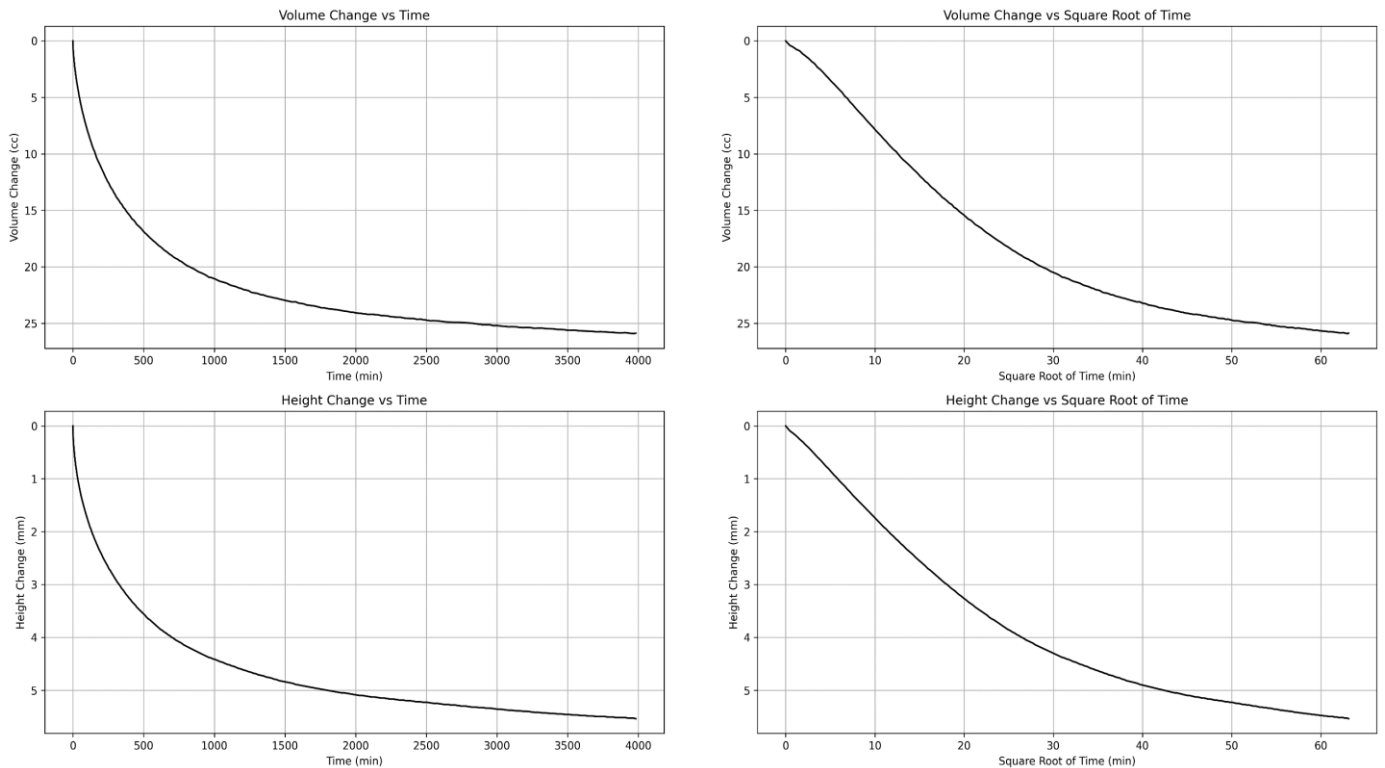 Volume Change vs Time
0
5
10
15
20
25
Volume Change (cc)
0 500 1000 1500 2000 2500 3000 3500 4000
Time (min)
Volume Change vs Square Root of Time
0
5
10
15
20
25
Volume Change (cc)
0 10 20 30 40 50 60
Square Root of Time (min)
Height Change vs Time
0
1
2
3
4
5
Height Change (mm)
0 500 1000 1500 2000 2500 3000 3500 4000
Time (min)
Height Change vs Square Root of Time
0
1
2
3
4
5
Height Change (mm)
0 10 20 30 40 50 60
Square Root of Time (min)